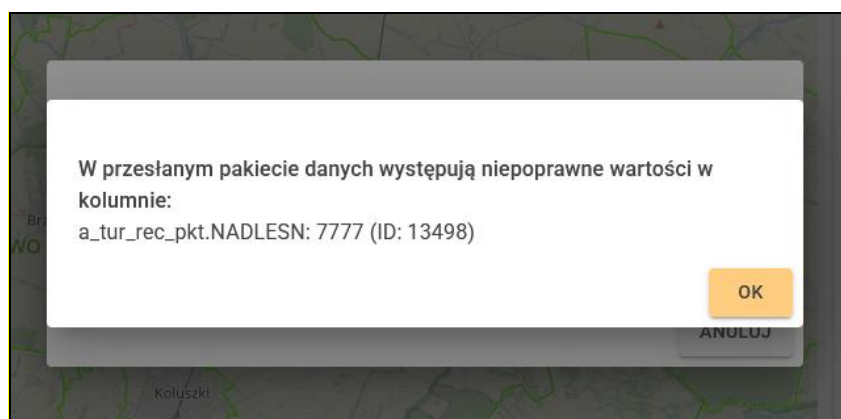 W przesłanym pakiecie danych występują niepoprawne wartości w
kolumnie:
a_tur_rec_pkt.NADLESN: 7777 (ID: 13498)
OK
ANULUJ
Koluszki